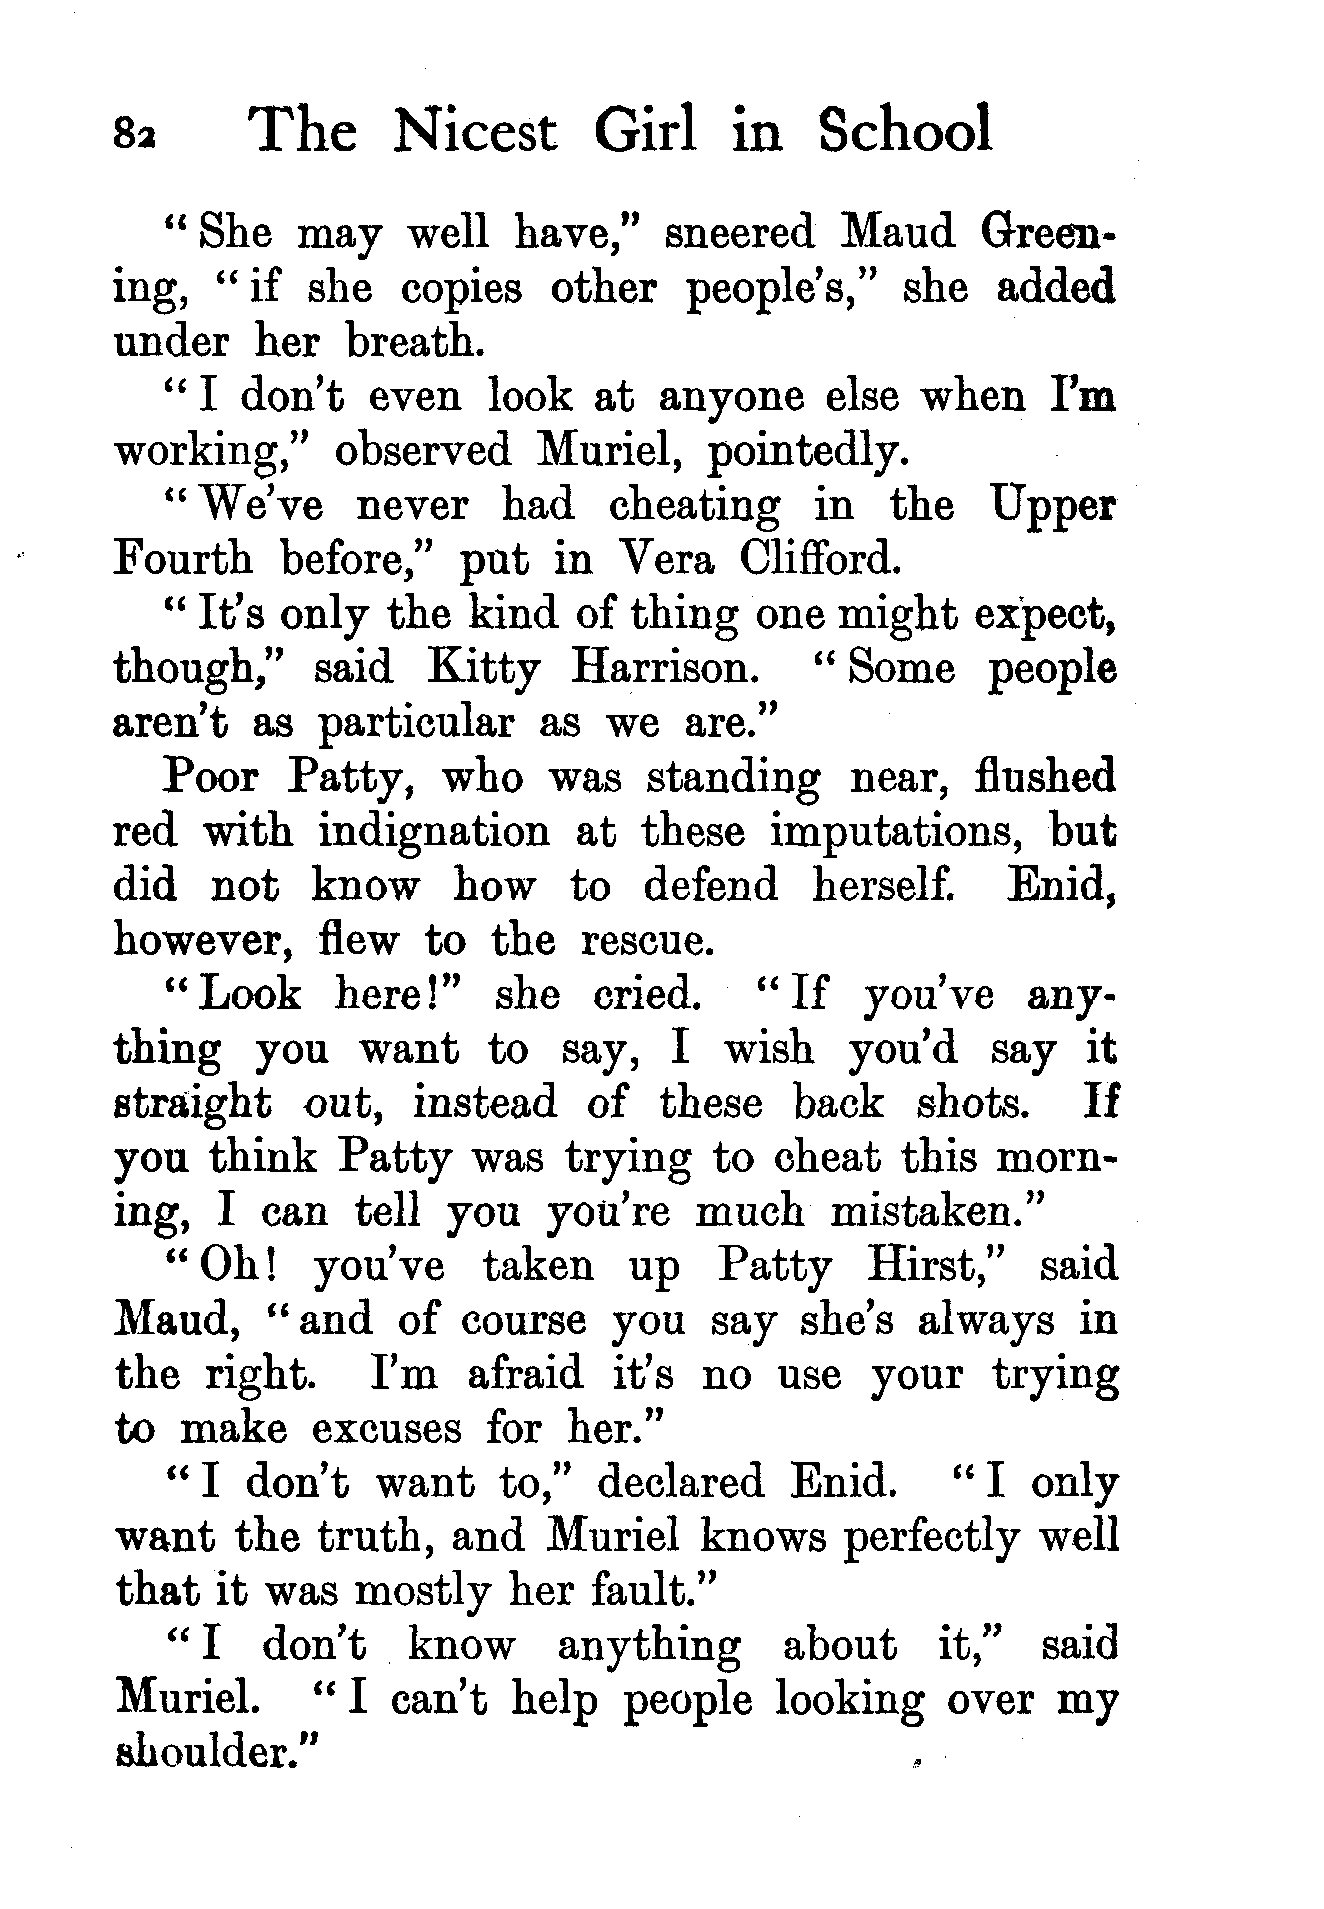 82 The Nicest Girl in School
“She may well have,” sneered Maud Green-
ing, “if she copies other people’s,” she added
under her breath.
“I don’t even look at anyone else when I’m
working,” observed Muriel, pointedly.
“We’ve never had cheating in the Upper
Fourth before,” put in Vera Clifford.
“It’s only the kind of thing one might expect,
though,” said Kitty Harrison. “Some people
aren’t as particular as we are.”
Poor Patty, who was standing near, flushed
red with indignation at these imputations, but
did not know how to defend herself. Enid,
however, flew to the rescue.
“Look here!” she cried. “If you’ve any-
thing you want to say, I wish you’d say it
straight out, instead of these back shots. If
you think Patty was trying to cheat this morn-
ing, I can tell you you’re much mistaken.”
“Oh! you’ve taken up Patty Hirst,” said
Maud, “and of course you say she’s always in
the right. I’m afraid it’s no use your trying
to make excuses for her.”
“I don’t want to,” declared Enid. “I only
want the truth, and Muriel knows perfectly well
that it was mostly her fault.”
“I don’t know anything about it,” said
Muriel. “I can’t help people looking over my
shoulder.”